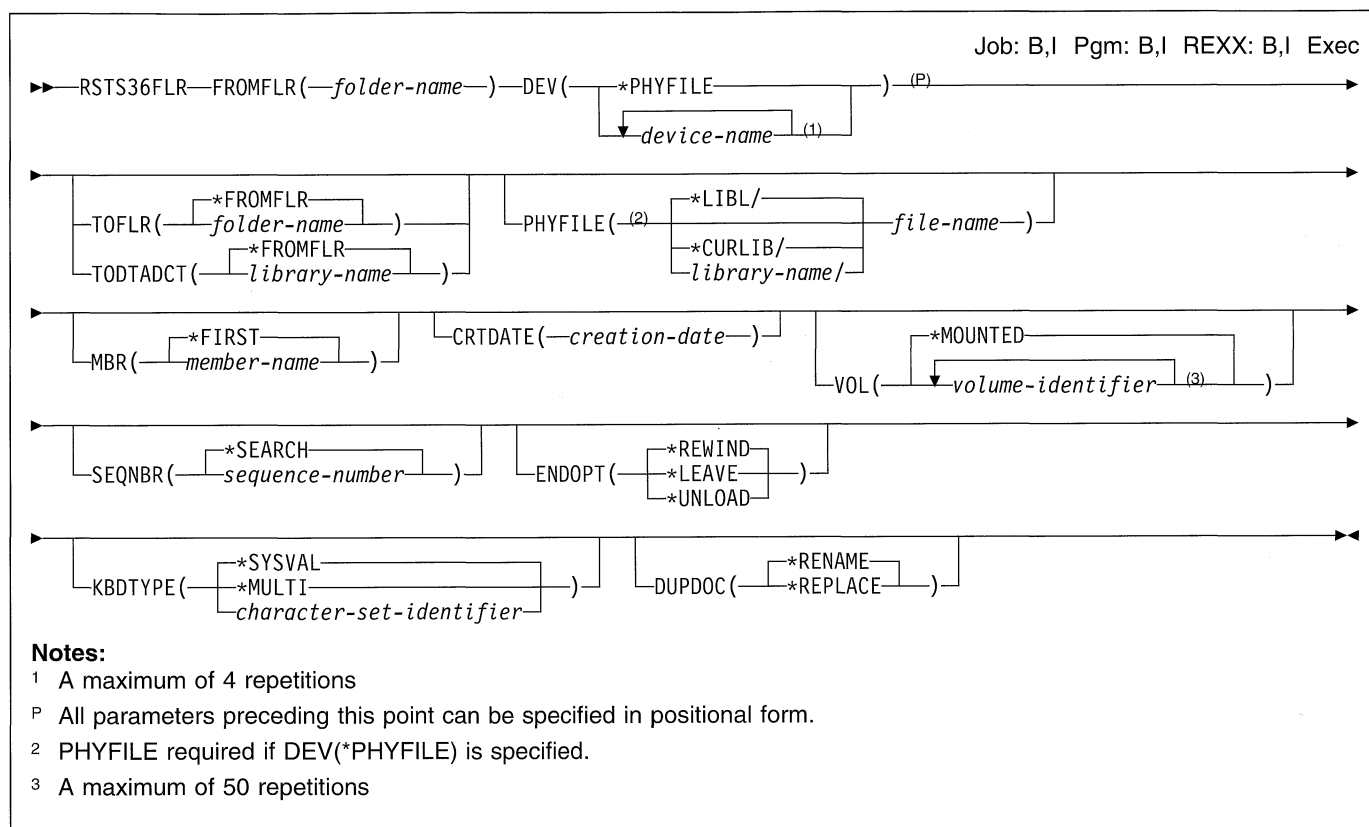 Job: B,I Pgm: B,I REXX: B,I Exec
RSTS36FLR FROMFLR( folder-name ) DEV( *PHYFILE ) (P)
device-name (1)
*FROMFLR *LIBL/
TOFLR( folder-name ) PHYFILE( (2) file-name )
*FROMFLR *CURLIB/
TODTADCT( library-name ) library-name/
*FIRST CRTDATE( creation-date ) *MOUNTED
MBR( member-name ) VOL( volume-identifier (3) )
*SEARCH *REWIND
SEQNBR( sequence-number ) ENDOPT( *LEAVE )
*UNLOAD
*SYSVAL *RENAME
KBDTYPE( *MULTI ) DUPDOC( *REPLACE )
character-set-identifier
Notes:
1 A maximum of 4 repetitions
P All parameters preceding this point can be specified in positional form.
2 PHYFILE required if DEV(*PHYFILE) is specified.
3 A maximum of 50 repetitions